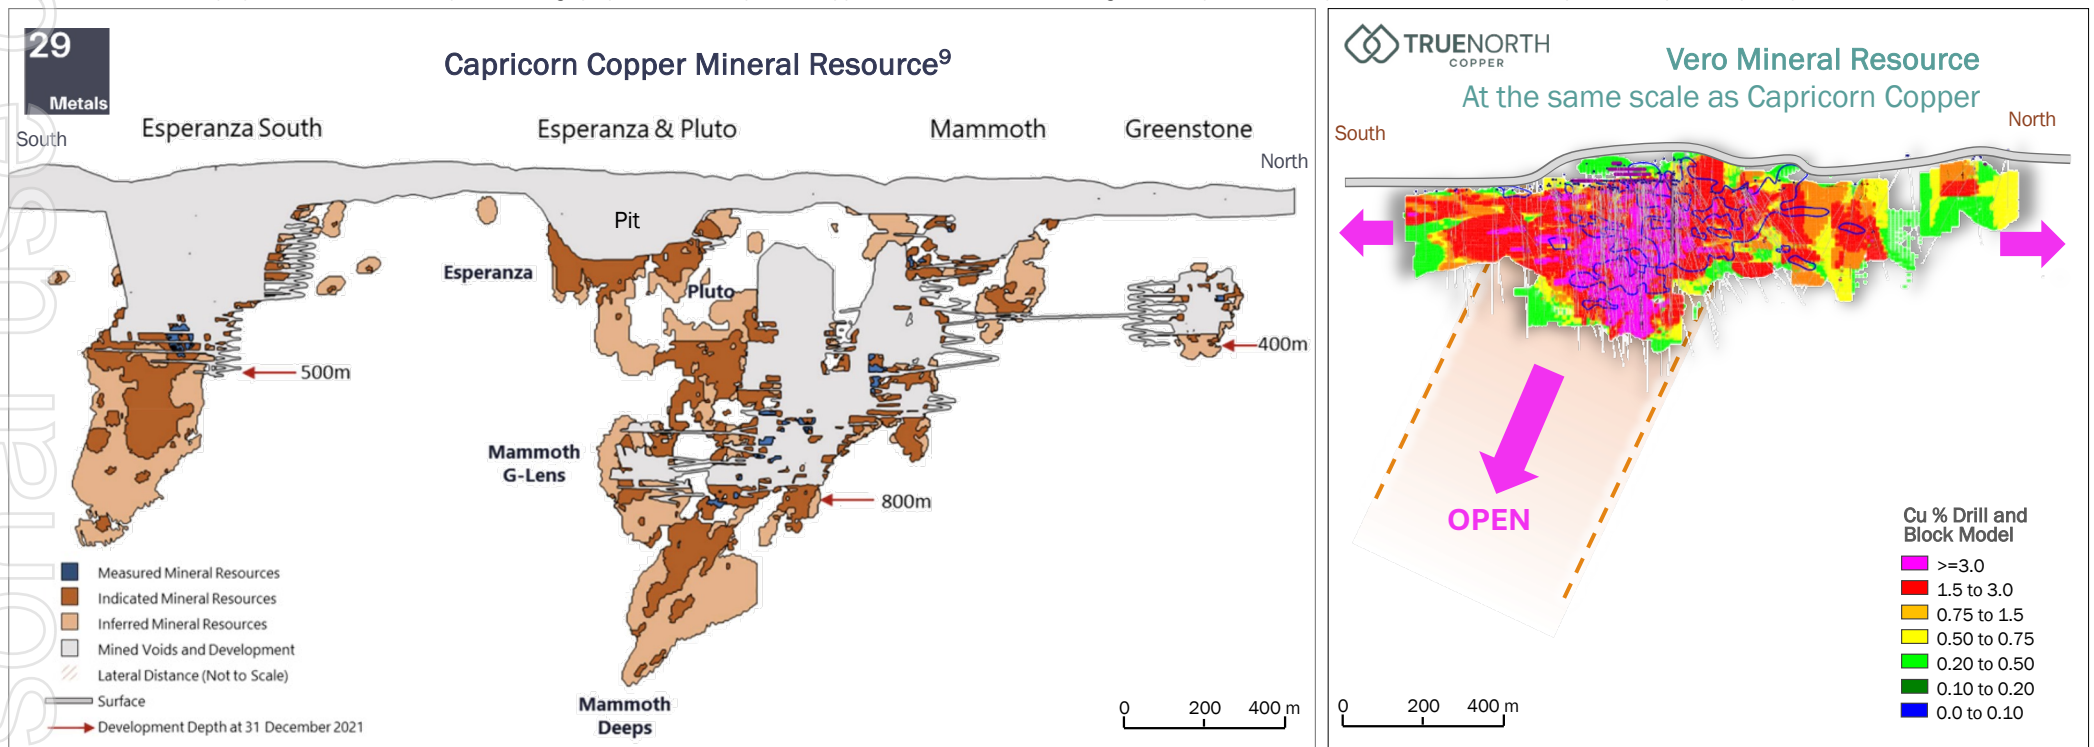 29
Metals
Capricorn Copper Mineral Resource⁹
Esperanza South
Esperanza & Pluto
Mammoth
Greenstone
South
North
Pit
Esperanza
Pluto
400m
500m
Mammoth
G-Lens
800m
Mammoth
Deeps
Measured Mineral Resources
Indicated Mineral Resources
Inferred Mineral Resources
Mined Voids and Development
Lateral Distance (Not to Scale)
Surface
Development Depth at 31 December 2021
0 200 400 m
TRUENORTH
COPPER
Vero Mineral Resource
At the same scale as Capricorn Copper
South
North
OPEN
Cu % Drill and
Block Model
>=3.0
1.5 to 3.0
0.75 to 1.5
0.50 to 0.75
0.20 to 0.50
0.10 to 0.20
0.0 to 0.10
0 200 400 m